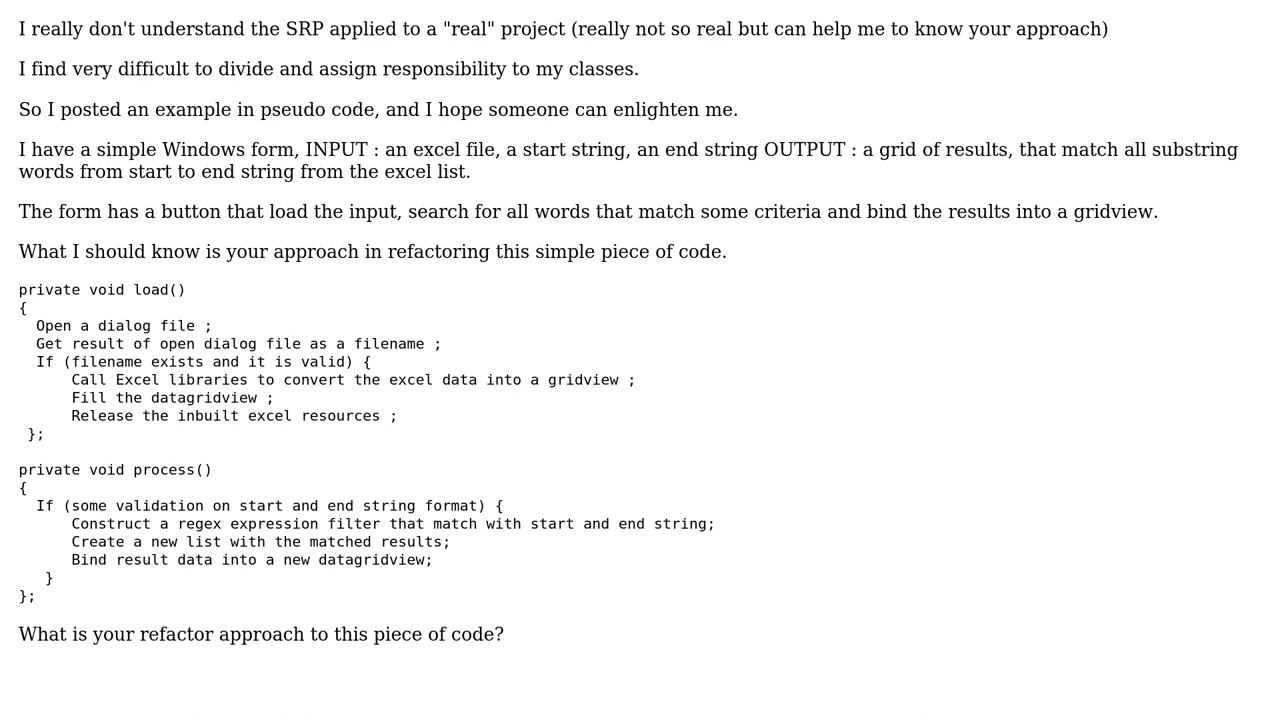 I really don't understand the SRP applied to a "real" project (really not so real but can help me to know your approach)
I find very difficult to divide and assign responsibility to my classes.
So I posted an example in pseudo code, and I hope someone can enlighten me.
I have a simple Windows form, INPUT : an excel file, a start string, an end string OUTPUT : a grid of results, that match all substring
words from start to end string from the excel list.
The form has a button that load the input, search for all words that match some criteria and bind the results into a gridview.
What I should know is your approach in refactoring this simple piece of code.
private void load()
{
  Open a dialog file ;
  Get result of open dialog file as a filename ;
  If (filename exists and it is valid) {
      Call Excel libraries to convert the excel data into a gridview ;
      Fill the datagridview ;
      Release the inbuilt excel resources ;
 };
private void process()
{
  If (some validation on start and end string format) {
      Construct a regex expression filter that match with start and end string;
      Create a new list with the matched results;
      Bind result data into a new datagridview;
   }
};
What is your refactor approach to this piece of code?